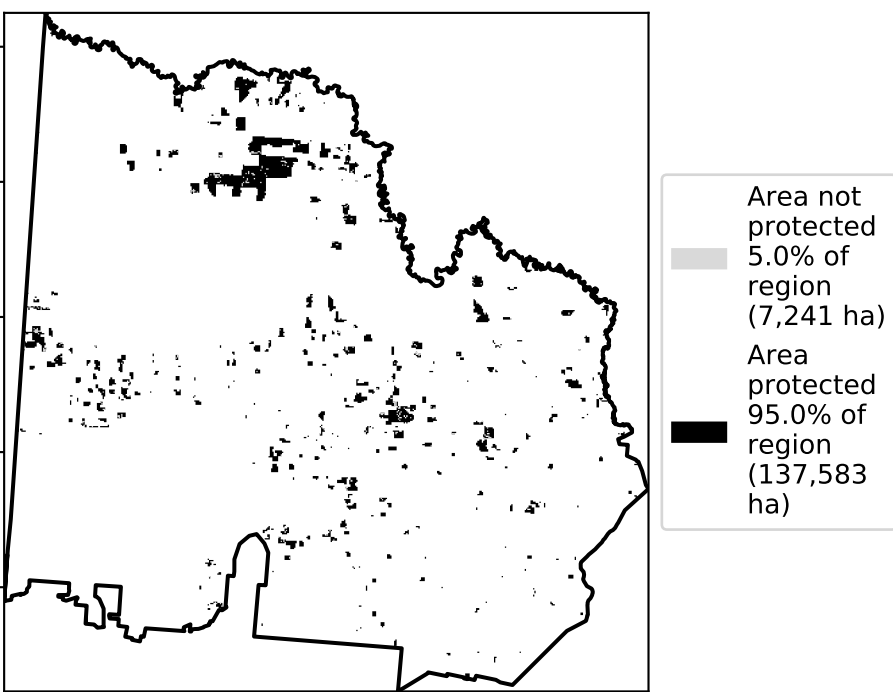 Area not
protected
5.0% of
region
(7,241 ha)
Area
protected
95.0% of
region
(137,583
ha)